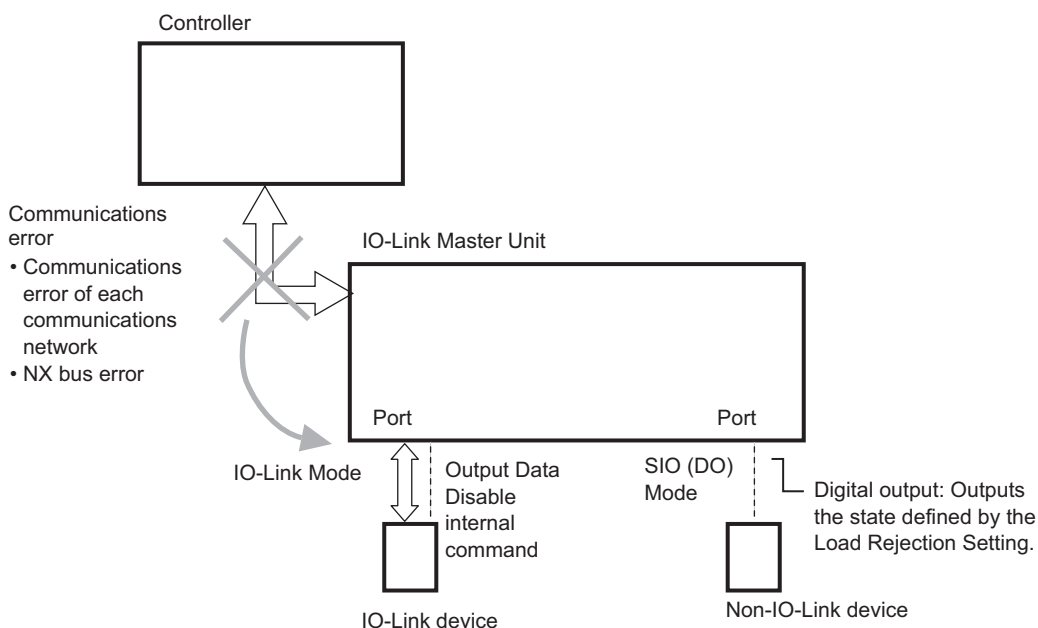 Controller
Communications
error
• Communications
error of each
communications
network
• NX bus error
IO-Link Master Unit
Port
Port
IO-Link Mode
Output Data
Disable
internal
command
SIO (DO)
Mode
Digital output: Outputs
the state defined by the
Load Rejection Setting.
IO-Link device
Non-IO-Link device